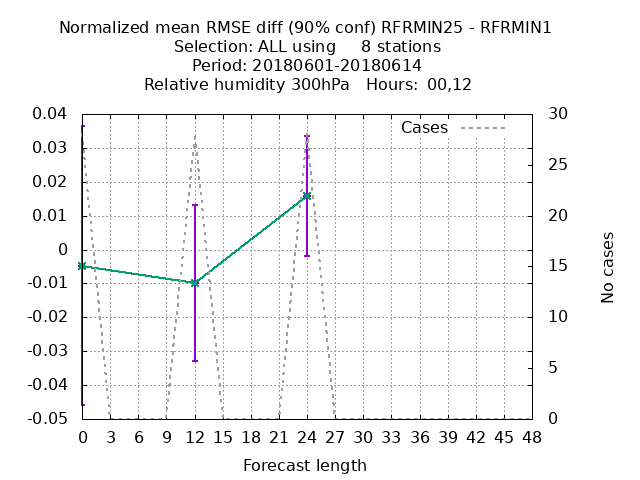 Normalized mean RMSE diff (90% conf) RFRMIN25 - RFRMIN1
Selection: ALL using 8 stations
Period: 20180601-20180614
Relative humidity 300hPa Hours: 00,12
Cases
0.04
0.03
0.02
0.01
0
-0.01
-0.02
-0.03
-0.04
-0.05
30
25
20
15
10
5
0
No cases
0 3 6 9 12 15 18 21 24 27 30 33 36 39 42 45 48
Forecast length